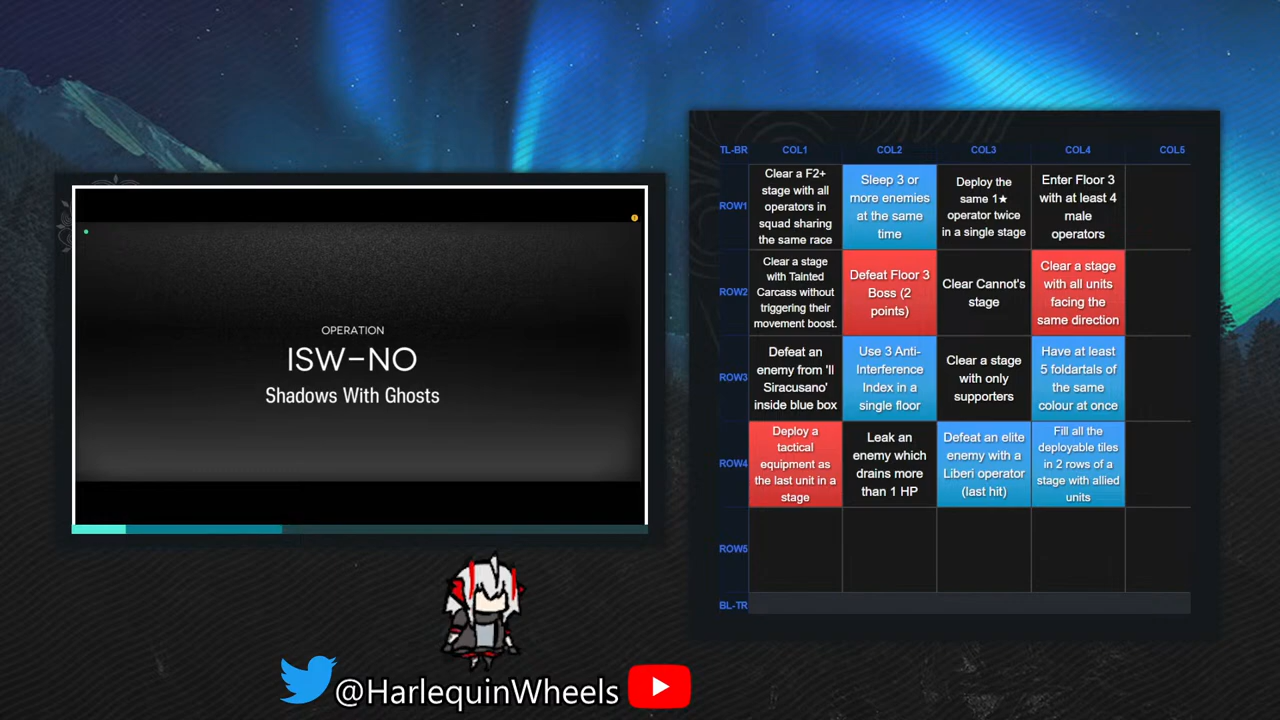 TL-BR COL1 COL2 COL3 COL4 COL5
ROW1
Clear a F2+
stage with all
operators in
squad sharing
the same race
Sleep 3 or
more enemies
at the same
time
Deploy the
same 1★
operator twice
in a single stage
Enter Floor 3
with at least 4
male
operators
ROW2
Clear a stage
with Tainted
Carcass without
triggering their
movement boost.
Defeat Floor 3
Boss (2
points)
Clear Cannot's
stage
Clear a stage
with all units
facing the
same direction
ROW3
Defeat an
enemy from 'Il
Siracusano'
inside blue box
Use 3 Anti-
Interference
Index in a
single floor
Clear a stage
with only
supporters
Have at least
5 foldartals of
the same
colour at once
ROW4
Deploy a
tactical
equipment as
the last unit in a
stage
Leak an
enemy which
drains more
than 1 HP
Defeat an elite
enemy with a
Liberi operator
(last hit)
Fill all the
deployable tiles
in 2 rows of a
stage with allied
units
ROW5
BL-TR
OPERATION
ISW-NO
Shadows With Ghosts
@HarlequinWheels